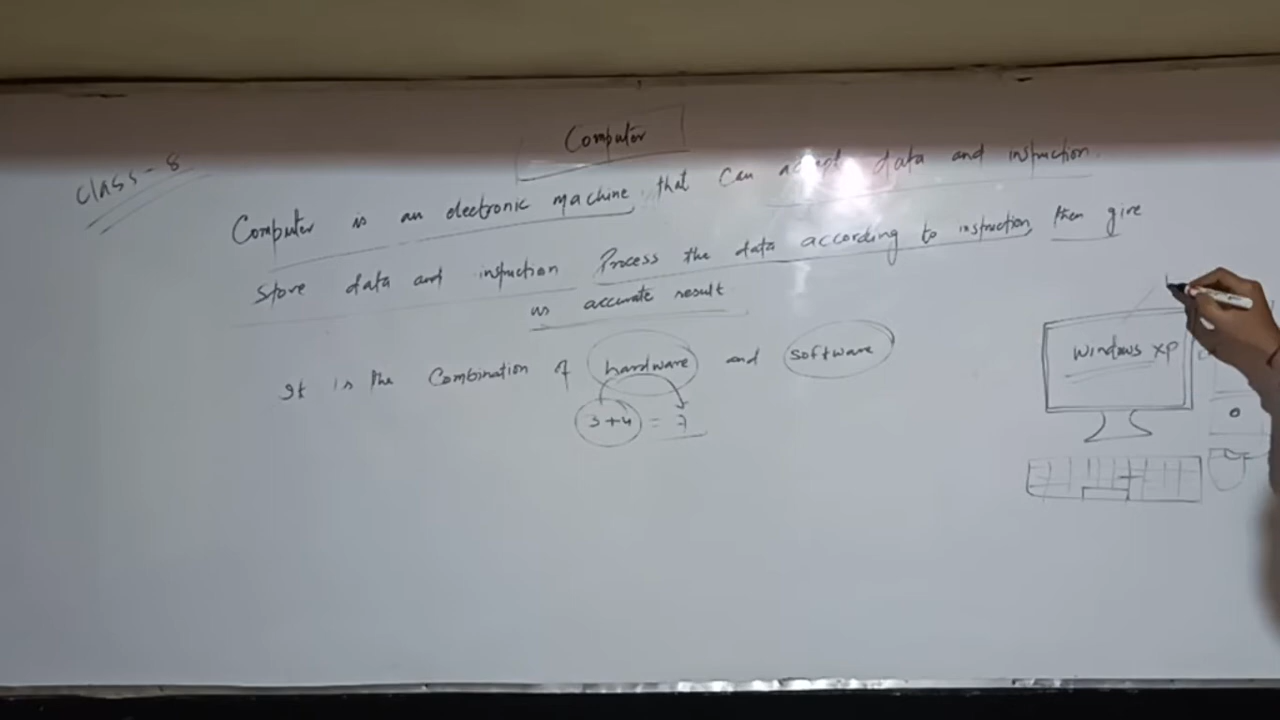 Computer
Class - 8
Computer is an electronic machine that can accept data and instruction.
Store data and instruction Process the data according to instruction, then give
us accurate result
It is the Combination of hardware and software
3+4 = 7
Windows XP